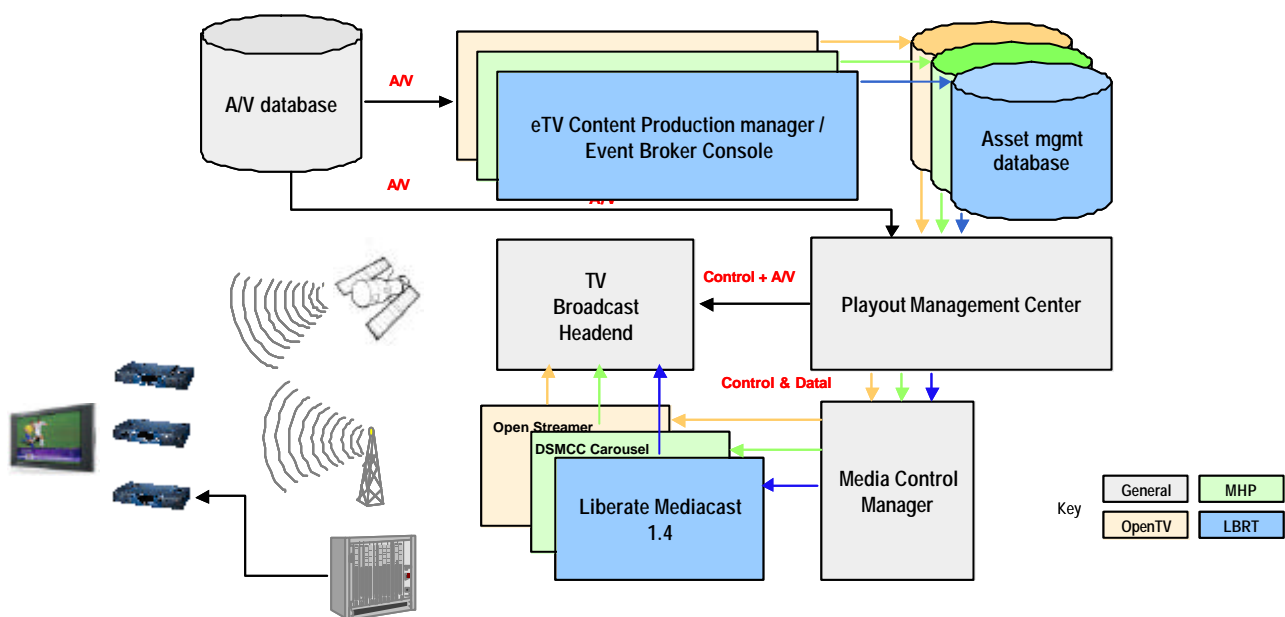 A/V database
A/V
eTV Content Production manager /
Event Broker Console
Asset mgmt
database
A/V
A/V
TV
Broadcast
Headend
Control + A/V
Playout Management Center
Control & Datal
Open Streamer
DSMCC Carousel
Liberate Mediacast
1.4
Media Control
Manager
Key
General
MHP
OpenTV
LBRT